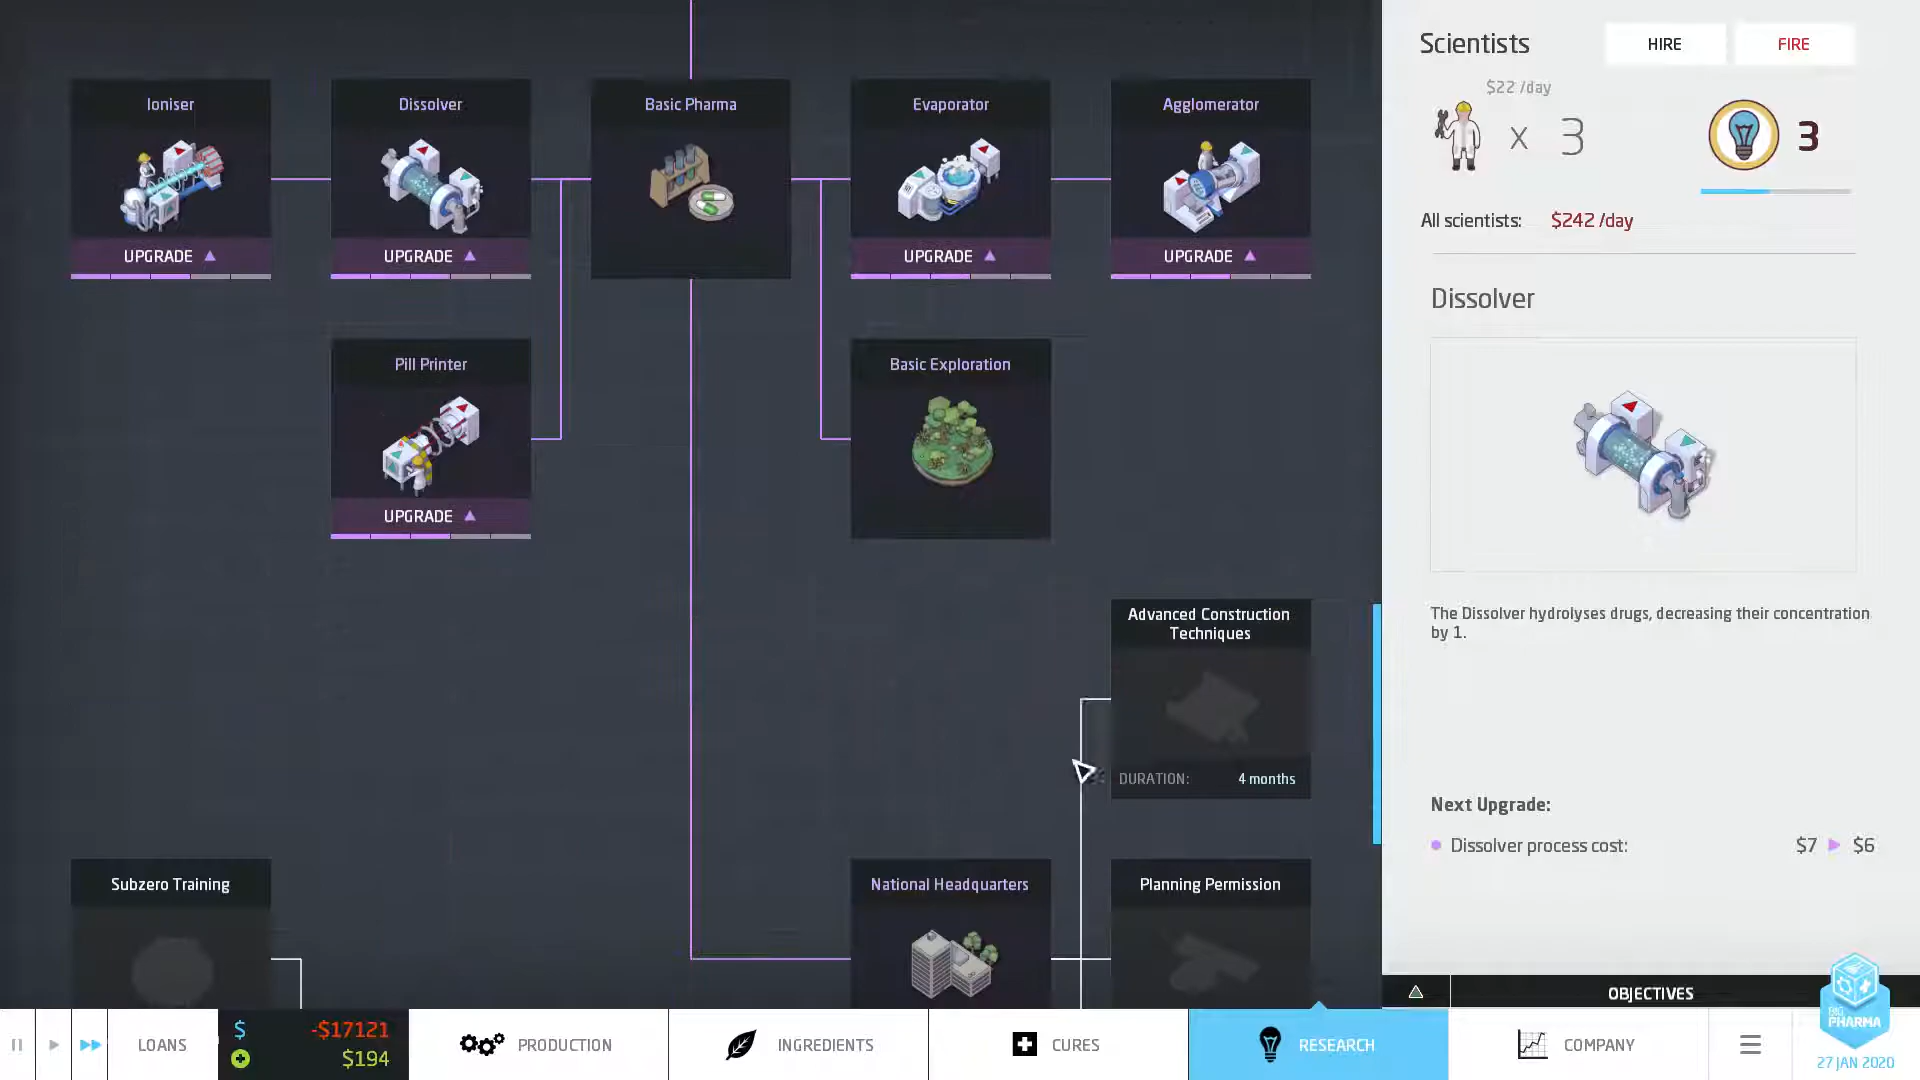 Scientists
HIRE
FIRE
$22 /day
x 3
3
All scientists: $242 /day
Ioniser
Dissolver
Basic Pharma
Evaporator
Agglomerator
UPGRADE
UPGRADE
UPGRADE
UPGRADE
Dissolver
Pill Printer
Basic Exploration
UPGRADE
The Dissolver hydrolyses drugs, decreasing their concentration
by 1.
Advanced Construction
Techniques
DURATION: 4 months
Next Upgrade:
Dissolver process cost: $7 $6
Subzero Training
National Headquarters
Planning Permission
OBJECTIVES
BIG
PHARMA
LOANS
$ -$17121
$194
PRODUCTION
INGREDIENTS
CURES
RESEARCH
COMPANY
27 JAN 2020